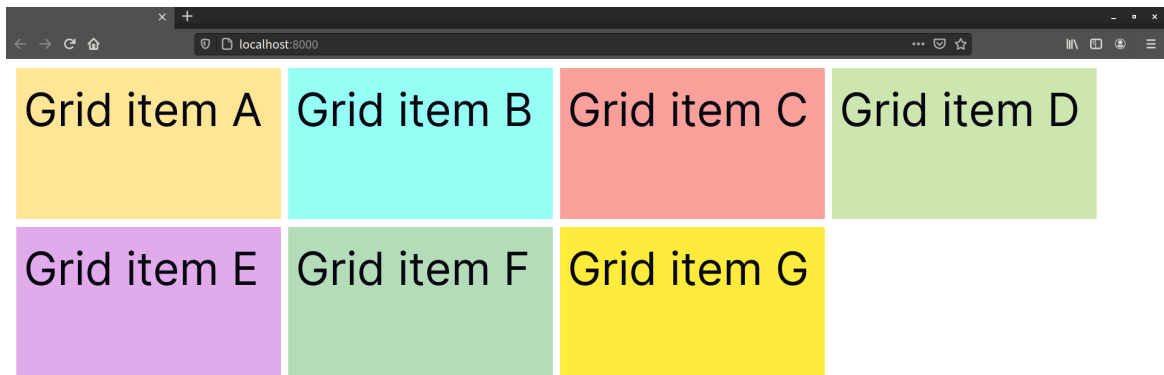 localhost:8000
Grid item A
Grid item B
Grid item C
Grid item D
Grid item E
Grid item F
Grid item G